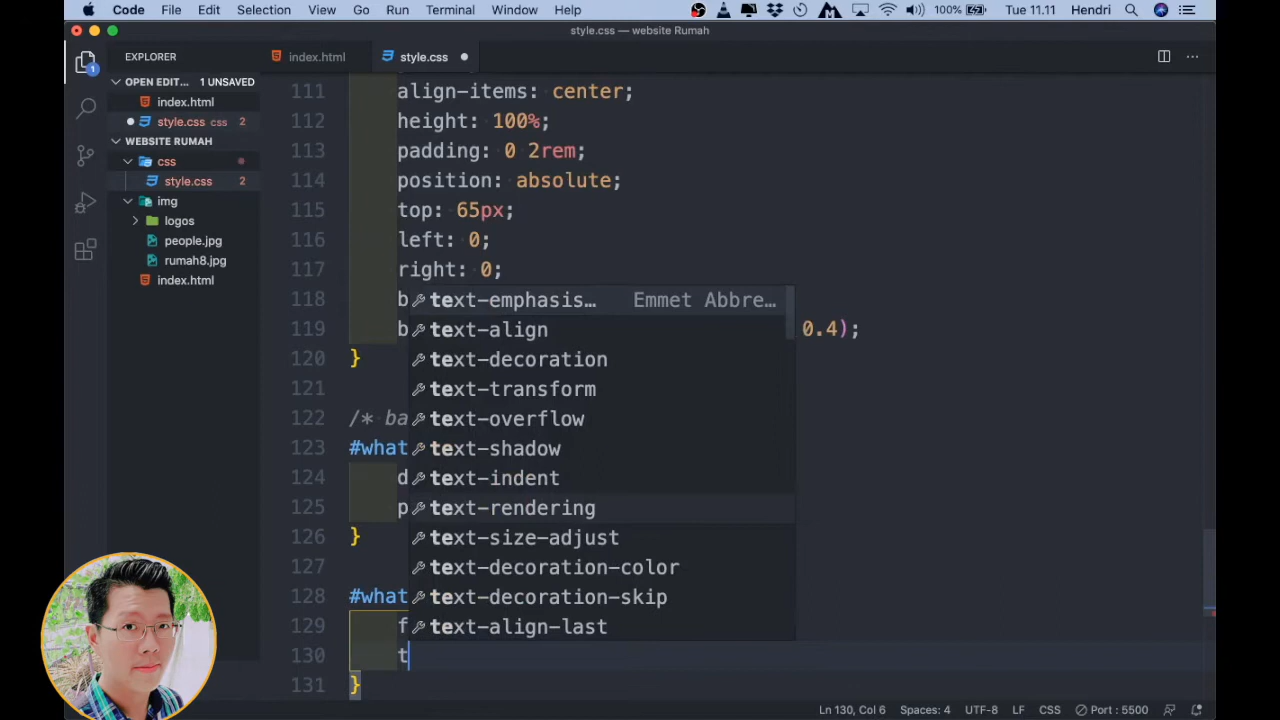 Code File Edit Selection View Go Run Terminal Window Help 100% Tue 11.11 Hendri
style.css — website Rumah
EXPLORER
index.html
style.css
OPEN EDIT... 1 UNSAVED
index.html
style.css css 2
WEBSITE RUMAH
css
style.css 2
img
logos
people.jpg
rumah8.jpg
index.html
1
111 align-items: center;
112 height: 100%;
113 padding: 0 2rem;
114 position: absolute;
115 top: 65px;
116 left: 0;
117 right: 0;
118 b
119 b 0.4);
120 }
121
122 /* ba
123 #what
124 d
125 p
126 }
127
128 #what
129 f
130 t
131 }
text-emphasis… Emmet Abbre…
text-align
text-decoration
text-transform
text-overflow
text-shadow
text-indent
text-rendering
text-size-adjust
text-decoration-color
text-decoration-skip
text-align-last
Ln 130, Col 6 Spaces: 4 UTF-8 LF CSS Port : 5500